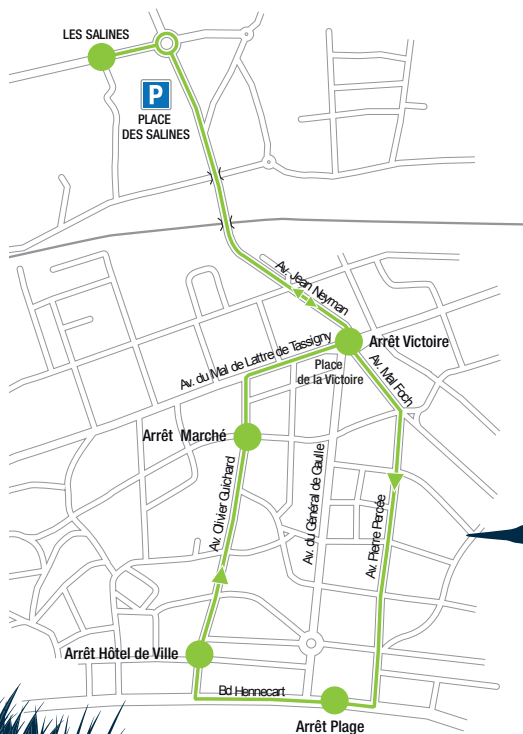 LES SALINES
P
PLACE
DES SALINES
Av. Jean Neyman
Arrêt Victoire
Av. du Mal de Lattre de Tassigny
Place
de la Victoire
Av. Mal Foch
Arrêt Marché
Av. Olivier Guichard
Av. du Général de Gaulle
Av. Pierre Percée
Arrêt Hôtel de Ville
Bd Hennecart
Arrêt Plage